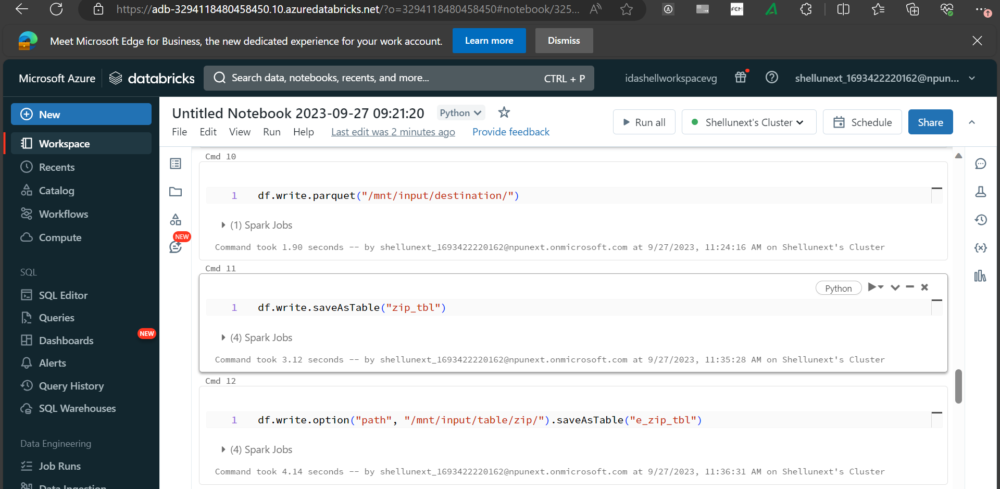 https://adb-3294118480458450.10.azuredatabricks.net/?o=3294118480458450#notebook/325...
A
FCM
Meet Microsoft Edge for Business, the new dedicated experience for your work account.
Learn more
Dismiss
Microsoft Azure
databricks
Search data, notebooks, recents, and more...
CTRL + P
idashellworkspacevg
shellunext_1693422220162@npun...
New
Workspace
Recents
Catalog
Workflows
Compute
SQL
SQL Editor
Queries
Dashboards
NEW
Alerts
Query History
SQL Warehouses
Data Engineering
Job Runs
Data Ingestion
Untitled Notebook 2023-09-27 09:21:20
Python
File Edit View Run Help Last edit was 2 minutes ago Provide feedback
Run all
Shellunext's Cluster
Schedule
Share
NEW
Cmd 10
1 df.write.parquet("/mnt/input/destination/")
(1) Spark Jobs
Command took 1.90 seconds -- by shellunext_1693422220162@npunext.onmicrosoft.com at 9/27/2023, 11:24:16 AM on Shellunext's Cluster
Cmd 11
Python
1 df.write.saveAsTable("zip_tbl")
(4) Spark Jobs
Command took 3.12 seconds -- by shellunext_1693422220162@npunext.onmicrosoft.com at 9/27/2023, 11:35:28 AM on Shellunext's Cluster
Cmd 12
1 df.write.option("path", "/mnt/input/table/zip/").saveAsTable("e_zip_tbl")
(4) Spark Jobs
Command took 4.14 seconds -- by shellunext_1693422220162@npunext.onmicrosoft.com at 9/27/2023, 11:36:31 AM on Shellunext's Cluster